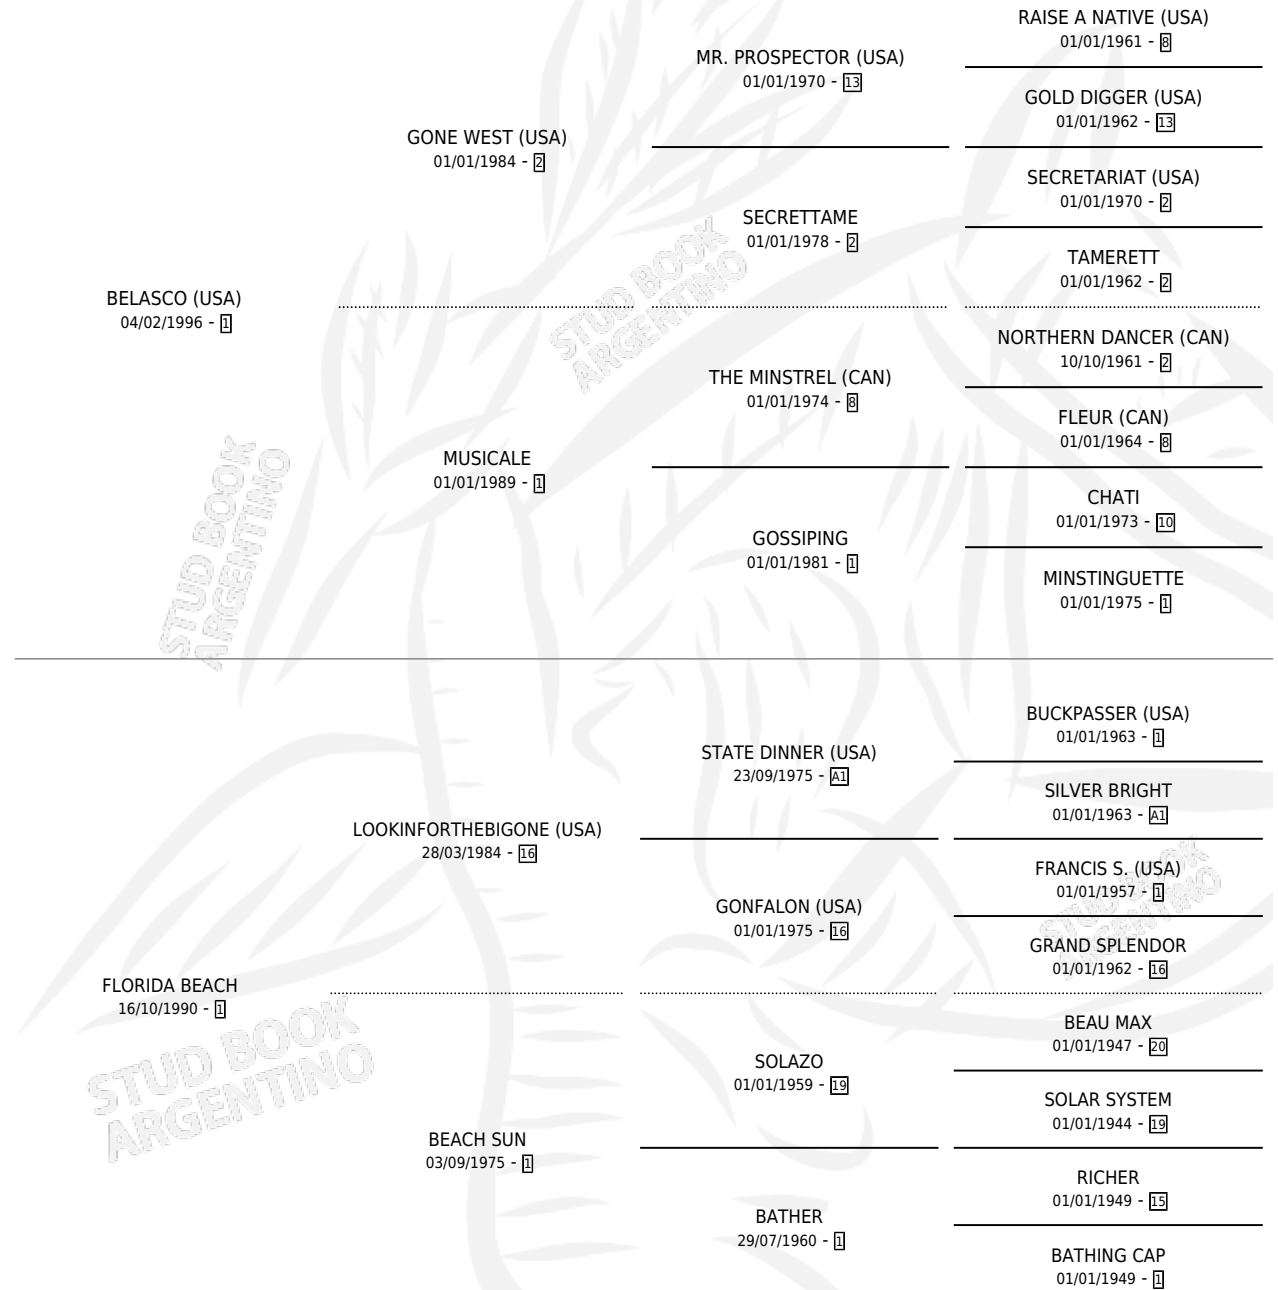 RAISE A NATIVE (USA)
01/01/1961 - 8
MR. PROSPECTOR (USA)
01/01/1970 - 13
GOLD DIGGER (USA)
01/01/1962 - 13
GONE WEST (USA)
01/01/1984 - 2
SECRETARIAT (USA)
01/01/1970 - 2
SECRETTAME
01/01/1978 - 2
TAMERETT
01/01/1962 - 2
BELASCO (USA)
04/02/1996 - 1
STUD BOOK
ARGENTINO
NORTHERN DANCER (CAN)
10/10/1961 - 2
THE MINSTREL (CAN)
01/01/1974 - 8
FLEUR (CAN)
01/01/1964 - 8
MUSICALE
01/01/1989 - 1
CHATI
01/01/1973 - 10
GOSSIPING
01/01/1981 - 1
MINSTINGUETTE
01/01/1975 - 1
STUD BOOK
ARGENTINO
BUCKPASSER (USA)
01/01/1963 - 1
STATE DINNER (USA)
23/09/1975 - A1
SILVER BRIGHT
01/01/1963 - A1
LOOKINFORTHEBIGONE (USA)
28/03/1984 - 16
FRANCIS S. (USA)
01/01/1957 - 1
GONFALON (USA)
01/01/1975 - 16
GRAND SPLENDOR
01/01/1962 - 16
STUD BOOK
ARGENTINO
FLORIDA BEACH
16/10/1990 - 1
STUD BOOK
ARGENTINO
BEAU MAX
01/01/1947 - 20
SOLAZO
01/01/1959 - 19
SOLAR SYSTEM
01/01/1944 - 19
BEACH SUN
03/09/1975 - 1
RICHER
01/01/1949 - 15
BATHER
29/07/1960 - 1
BATHING CAP
01/01/1949 - 1